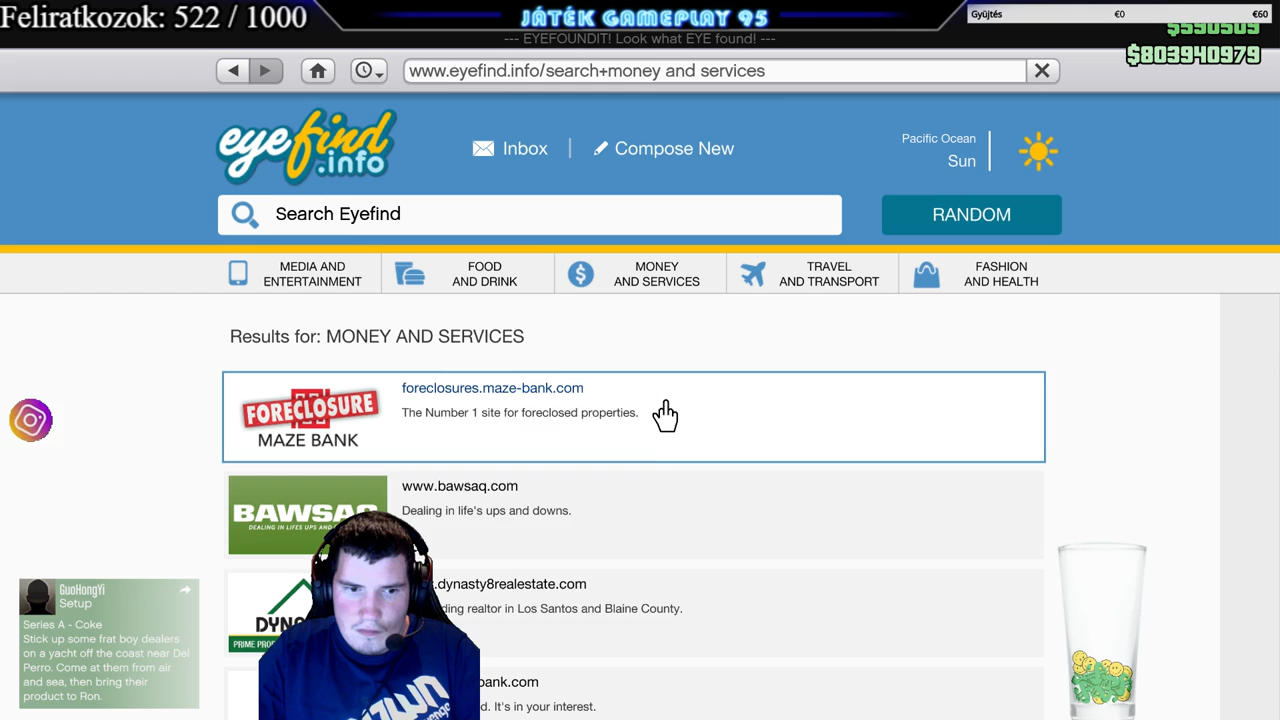 Feliratkozok: 522 / 1000
JÁTÉK GAMEPLAY 95
Gyűjtés €0 €60
--- EYEFOUNDIT! Look what EYE found! ---
$590509
$803940979
www.eyefind.info/search+money and services
eyefind.info
Inbox
Compose New
Pacific Ocean
Sun
Search Eyefind
RANDOM
MEDIA AND ENTERTAINMENT
FOOD AND DRINK
MONEY AND SERVICES
TRAVEL AND TRANSPORT
FASHION AND HEALTH
Results for: MONEY AND SERVICES
FORECLOSURE
MAZE BANK
foreclosures.maze-bank.com
The Number 1 site for foreclosed properties.
BAWSAQ
DEALING IN LIFE'S UPS AND
www.bawsaq.com
Dealing in life's ups and downs.
DYN
PRIME PROP
.dynasty8realestate.com
ding realtor in Los Santos and Blaine County.
bank.com
d. It's in your interest.
GuoHongYi
Setup
Series A - Coke
Stick up some frat boy dealers
on a yacht off the coast near Del
Perro. Come at them from air
and sea, then bring their
product to Ron.